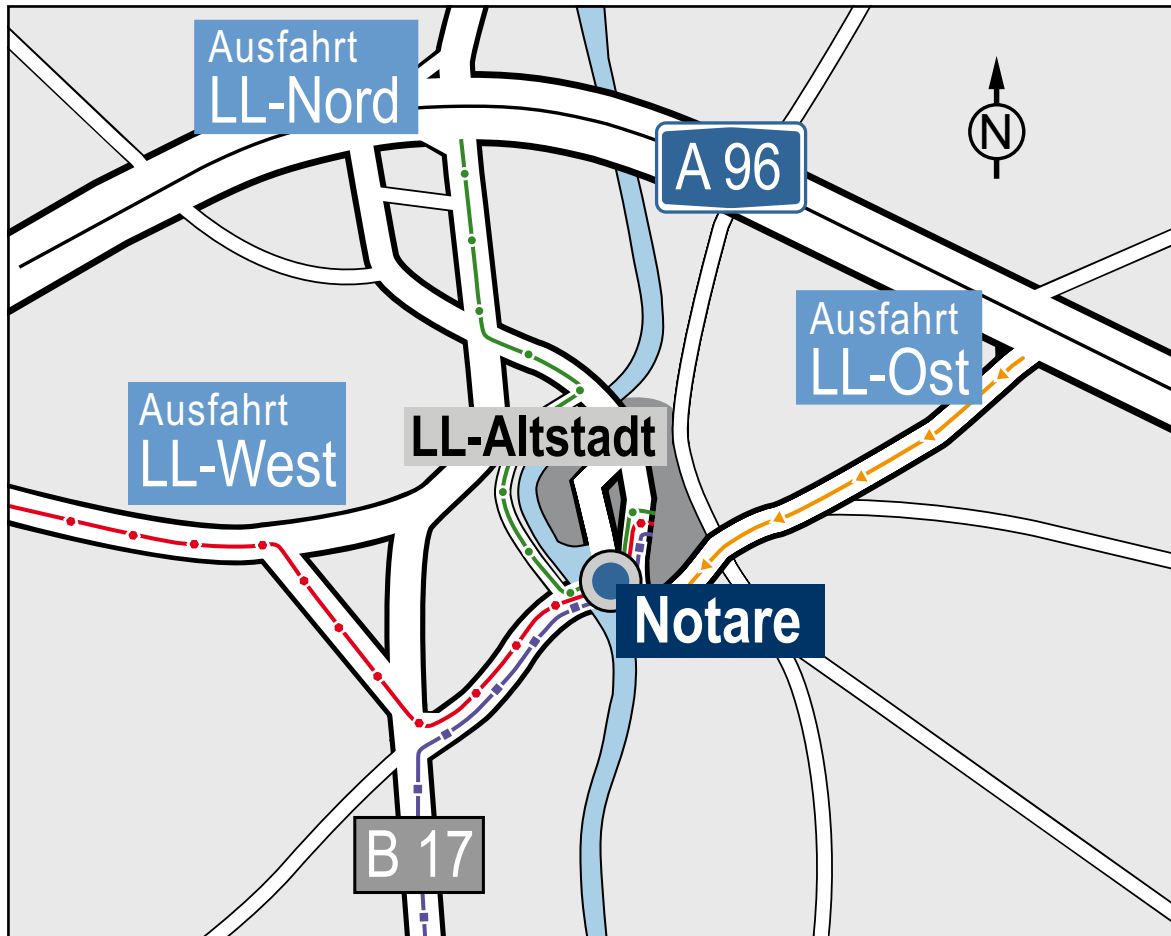 Ausfahrt
LL-Nord
N
A 96
Ausfahrt
LL-Ost
Ausfahrt
LL-West
LL-Altstadt
Notare
B 17